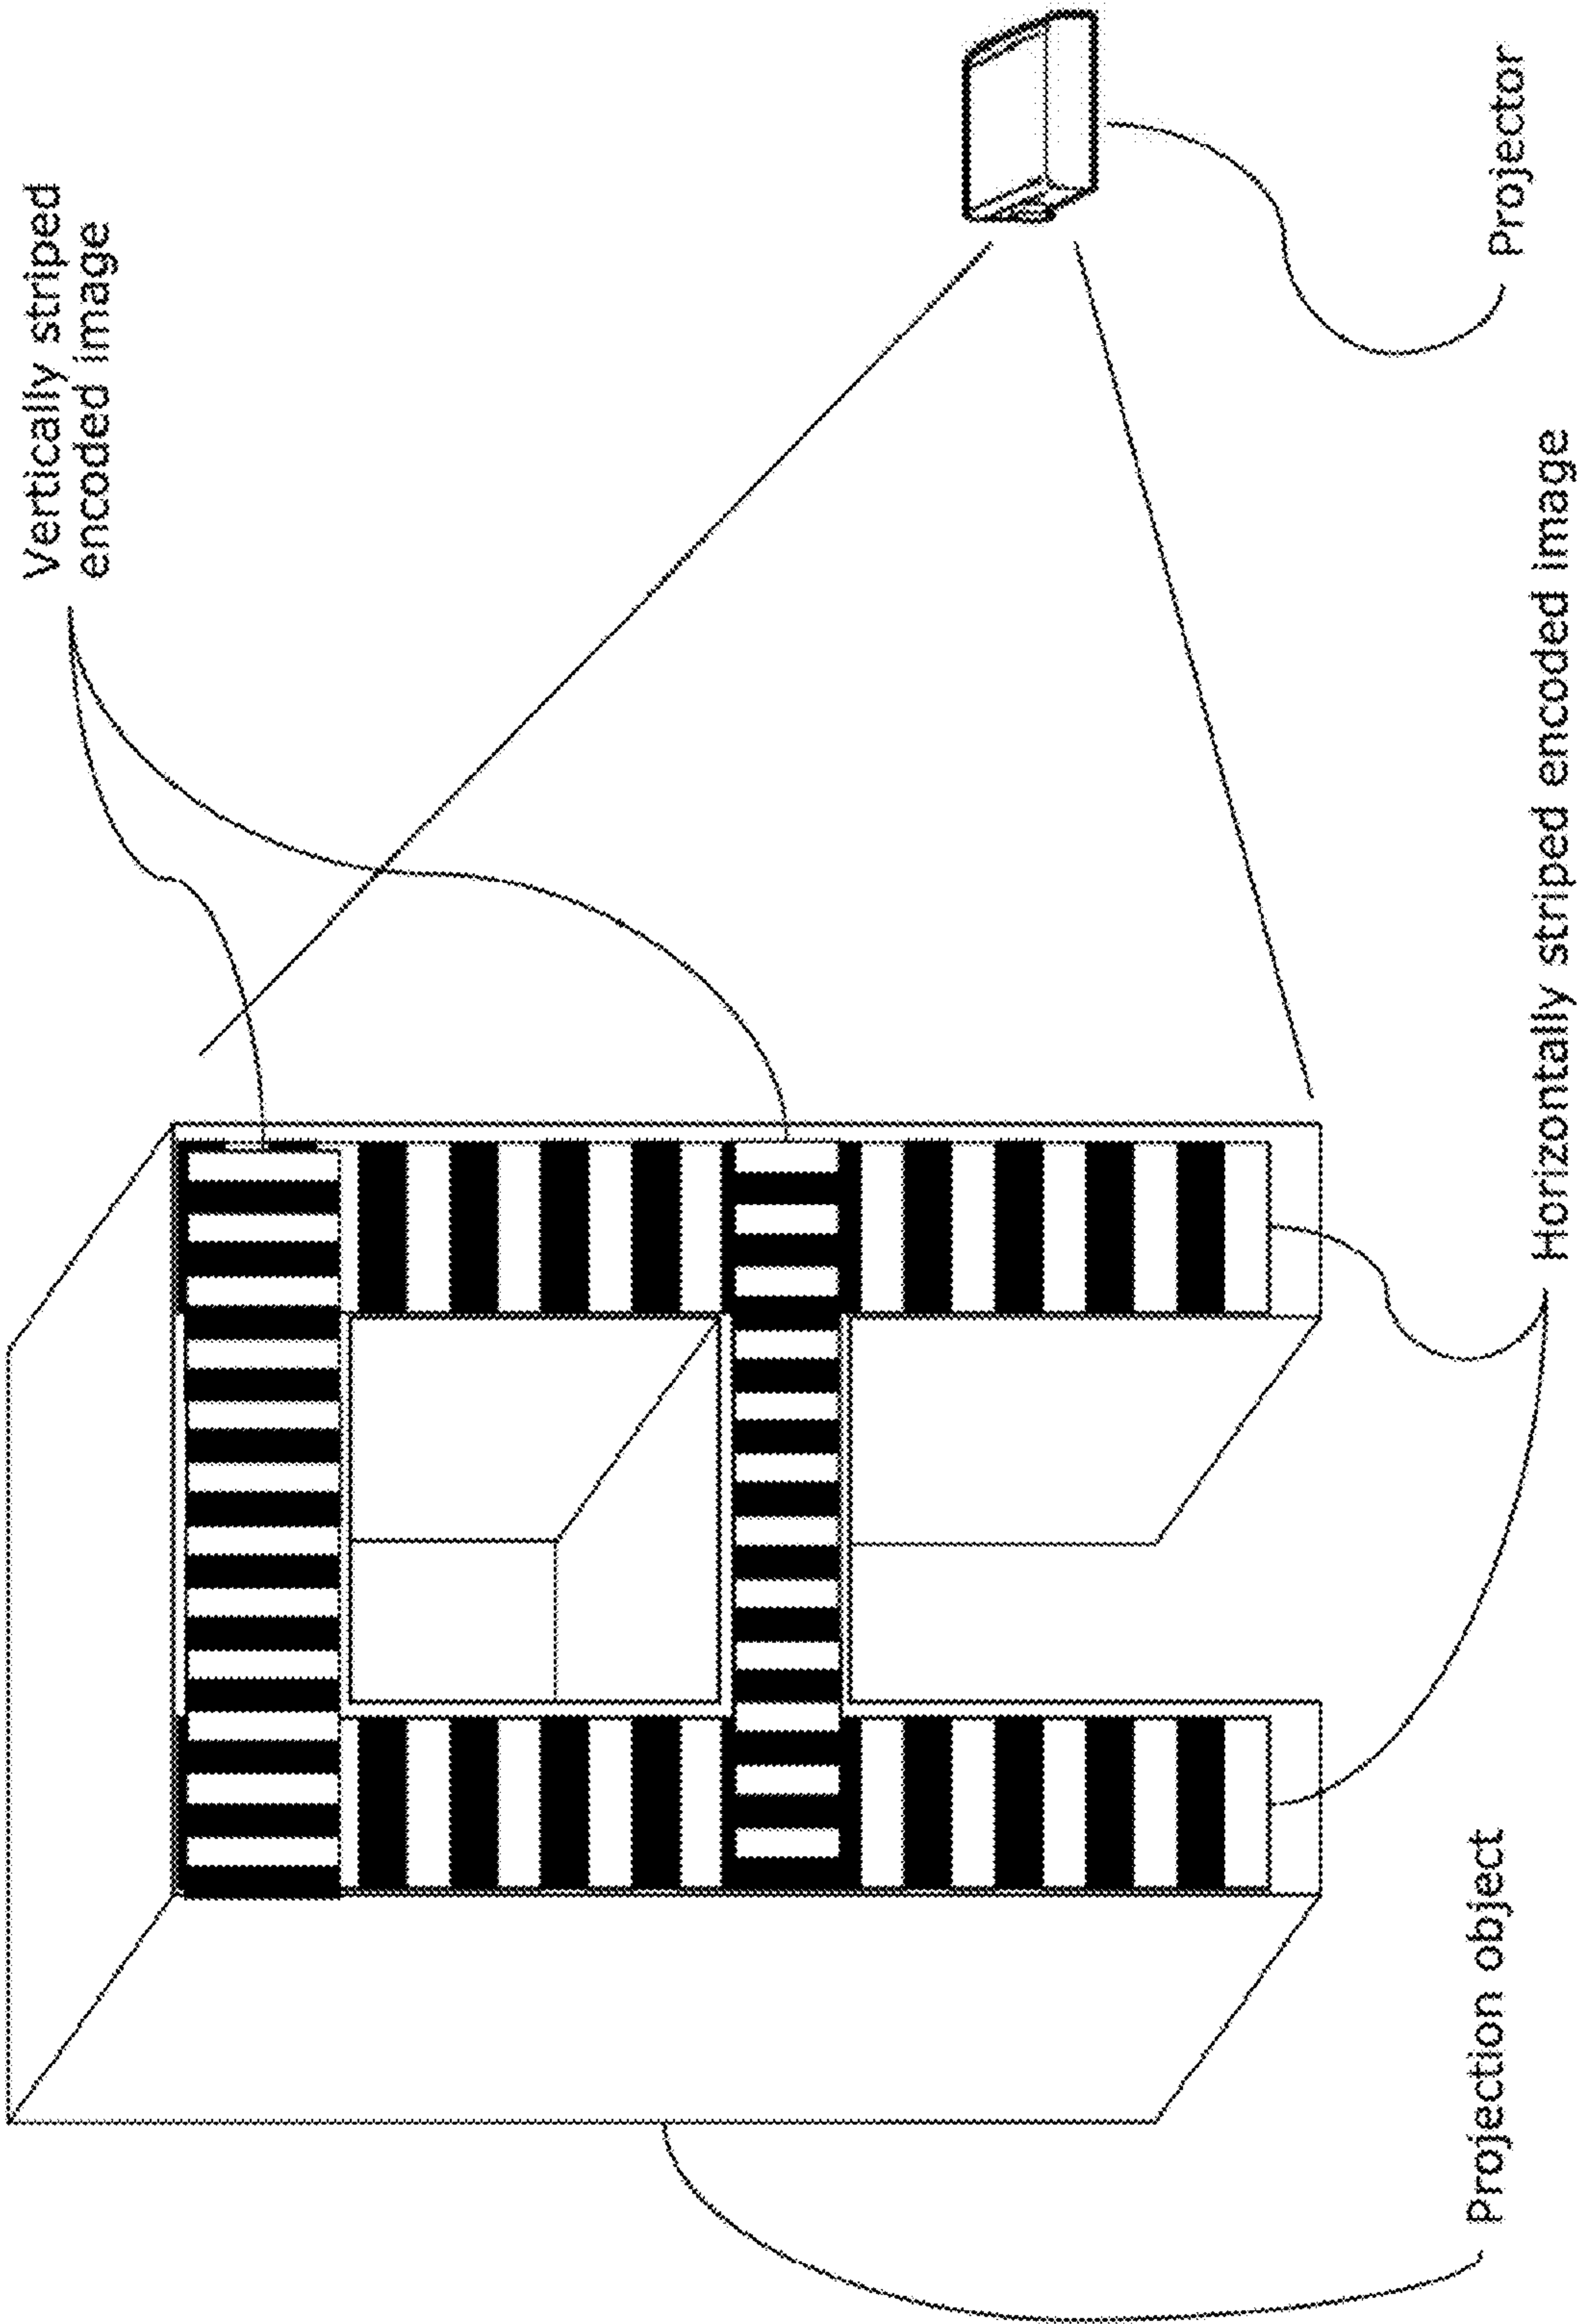 Vertically striped
encoded image
Projector
Horizontally striped encoded image
Projection object